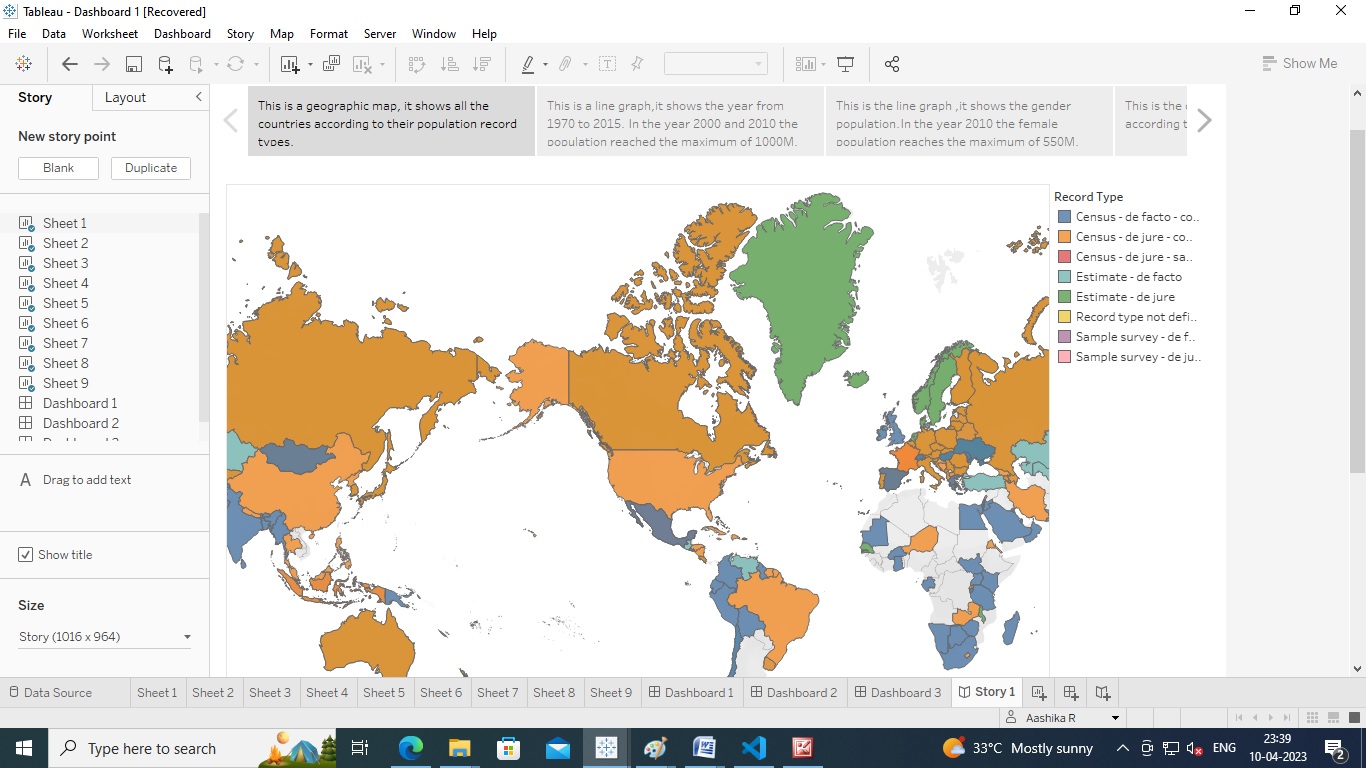 Tableau - Dashboard 1 [Recovered]
File Data Worksheet Dashboard Story Map Format Server Window Help
Show Me
Story Layout
New story point
Blank Duplicate
Sheet 1
Sheet 2
Sheet 3
Sheet 4
Sheet 5
Sheet 6
Sheet 7
Sheet 8
Sheet 9
Dashboard 1
Dashboard 2
A Drag to add text
Show title
Size
Story (1016 x 964)
This is a geographic map, it shows all the
countries according to their population record
types.
This is a line graph,it shows the year from
1970 to 2015. In the year 2000 and 2010 the
population reached the maximum of 1000M.
This is the line graph ,it shows the gender
population.In the year 2010 the female
population reaches the maximum of 550M.
This is the
according t
Record Type
Census - de facto - co..
Census - de jure - co..
Census - de jure - sa..
Estimate - de facto
Estimate - de jure
Record type not defi..
Sample survey - de f..
Sample survey - de ju..
Data Source Sheet 1 Sheet 2 Sheet 3 Sheet 4 Sheet 5 Sheet 6 Sheet 7 Sheet 8 Sheet 9 Dashboard 1 Dashboard 2 Dashboard 3 Story 1
Aashika R
Type here to search
33°C Mostly sunny
ENG
23:39
10-04-2023
2